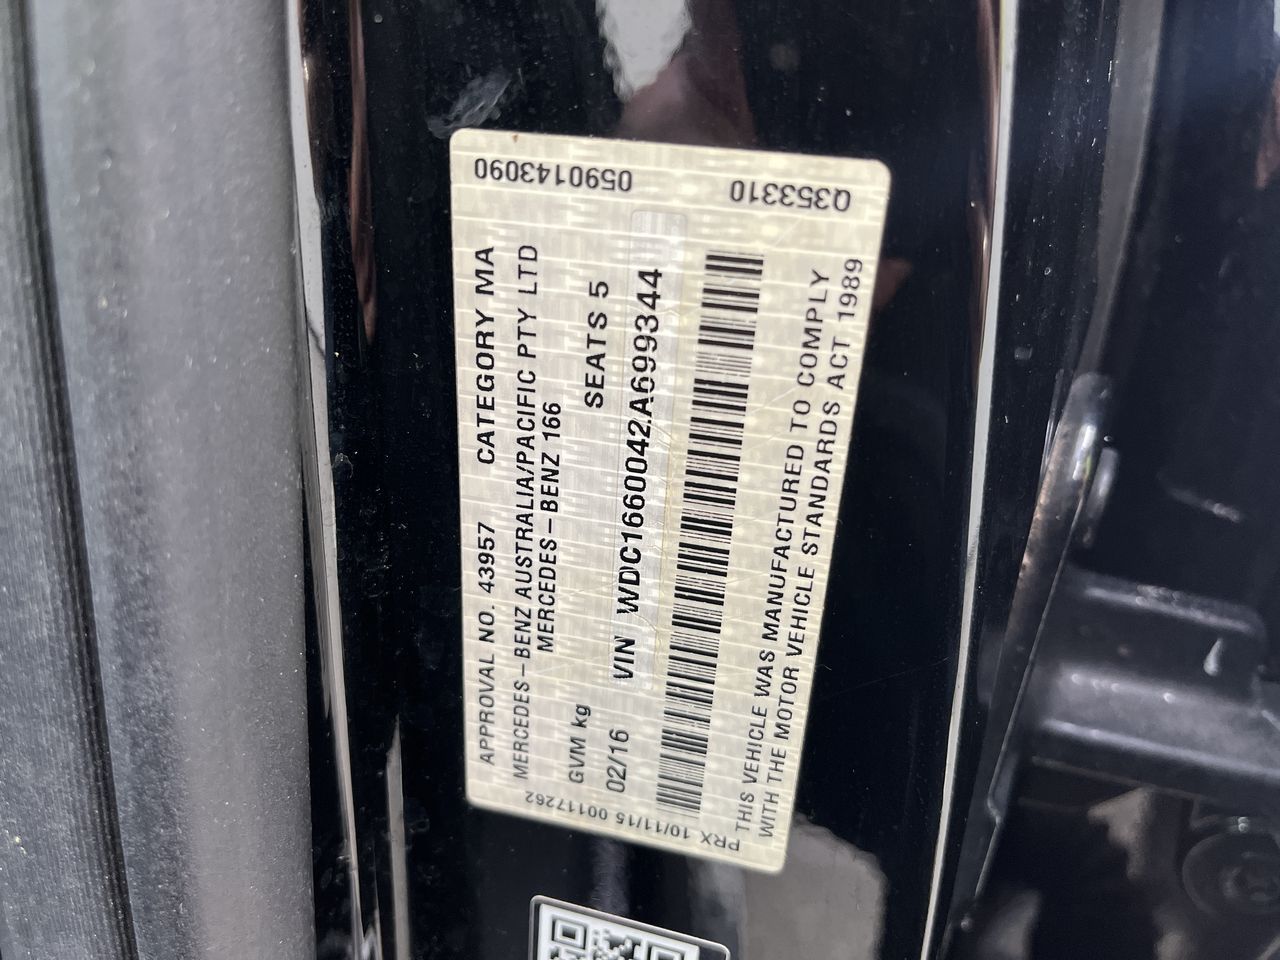 0590143090 Q353310
APPROVAL NO. 43957 CATEGORY MA
MERCEDES-BENZ AUSTRALIA/PACIFIC PTY LTD
MERCEDES-BENZ 166
GVM kg SEATS 5
02/16 VIN WDC1660042A699344
THIS VEHICLE WAS MANUFACTURED TO COMPLY
WITH THE MOTOR VEHICLE STANDARDS ACT 1989
PRX 10/11/15 00117262